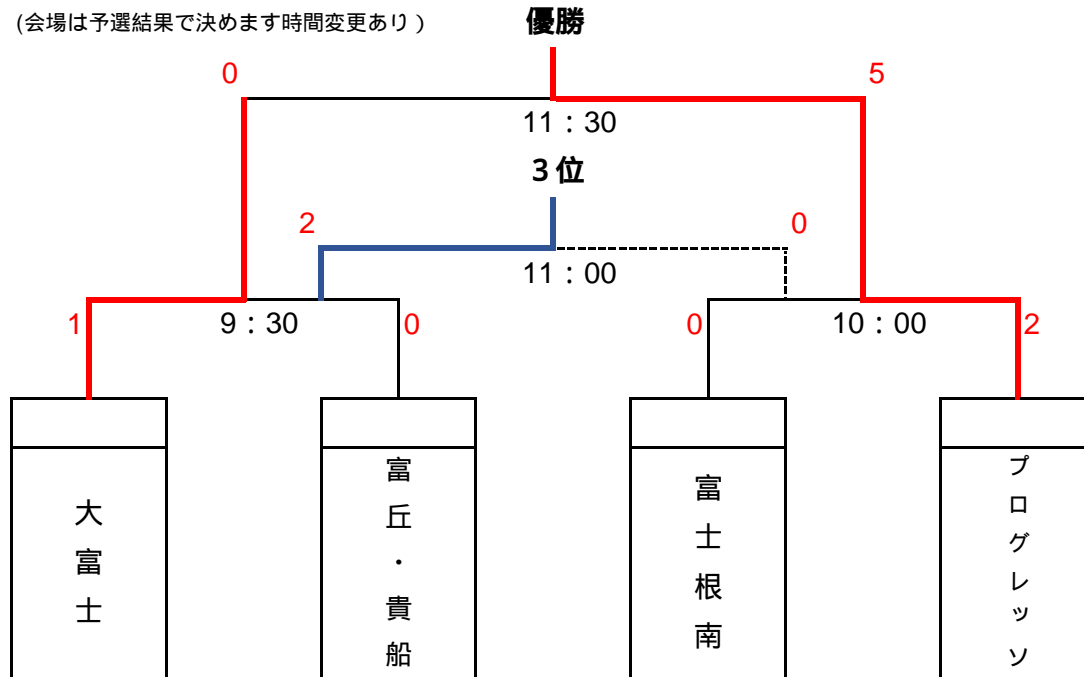 (会場は予選結果で決めます時間変更あり)
優勝
0
5
11：30
3位
2
0
11：00
1
9：30
0
0
10：00
2
大富士
富丘・貴船
富士根南
プログレッソ